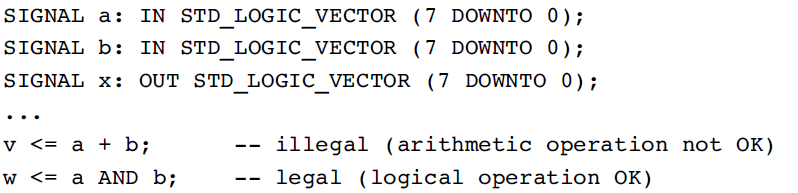 SIGNAL a: IN STD_LOGIC_VECTOR (7 DOWNTO 0);
SIGNAL b: IN STD_LOGIC_VECTOR (7 DOWNTO 0);
SIGNAL x: OUT STD_LOGIC_VECTOR (7 DOWNTO 0);
...
v <= a + b;     -- illegal (arithmetic operation not OK)
w <= a AND b;   -- legal (logical operation OK)